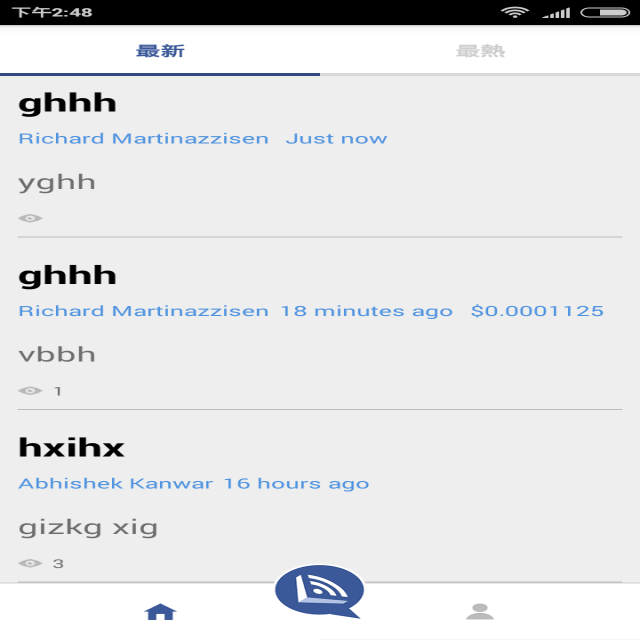 下午2:48
最新 最熱
ghhh
Richard Martinazzisen Just now
yghh
ghhh
Richard Martinazzisen 18 minutes ago $0.0001125
vbbh
1
hxihx
Abhishek Kanwar 16 hours ago
gizkg xig
3